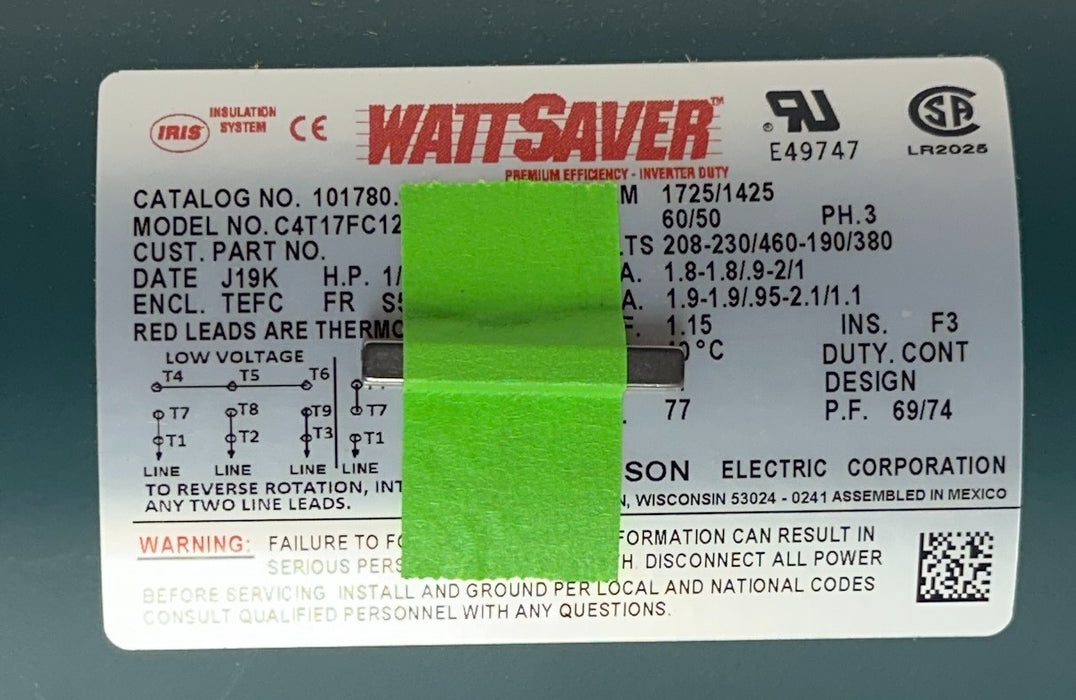 IRIS INSULATION SYSTEM CE WATTSAVER™ UR ® E49747 CSA LR2025
PREMIUM EFFICIENCY - INVERTER DUTY
CATALOG NO. 101780. M 1725/1425
MODEL NO. C4T17FC12 60/50 PH.3
CUST. PART NO. LTS 208-230/460-190/380
DATE J19K H.P. 1/ A. 1.8-1.8/.9-2/1
ENCL. TEFC FR S5 A. 1.9-1.9/.95-2.1/1.1
RED LEADS ARE THERMO F. 1.15 INS. F3
LOW VOLTAGE 0°C DUTY. CONT
T4 T5 T6 DESIGN
T7 T8 T9 T7 77 P.F. 69/74
T1 T2 T3 T1
LINE LINE LINE LINE SON ELECTRIC CORPORATION
TO REVERSE ROTATION, INT N, WISCONSIN 53024 - 0241 ASSEMBLED IN MEXICO
ANY TWO LINE LEADS.
WARNING: FAILURE TO FO FORMATION CAN RESULT IN
SERIOUS PERS H. DISCONNECT ALL POWER
BEFORE SERVICING. INSTALL AND GROUND PER LOCAL AND NATIONAL CODES
CONSULT QUALIFIED PERSONNEL WITH ANY QUESTIONS.